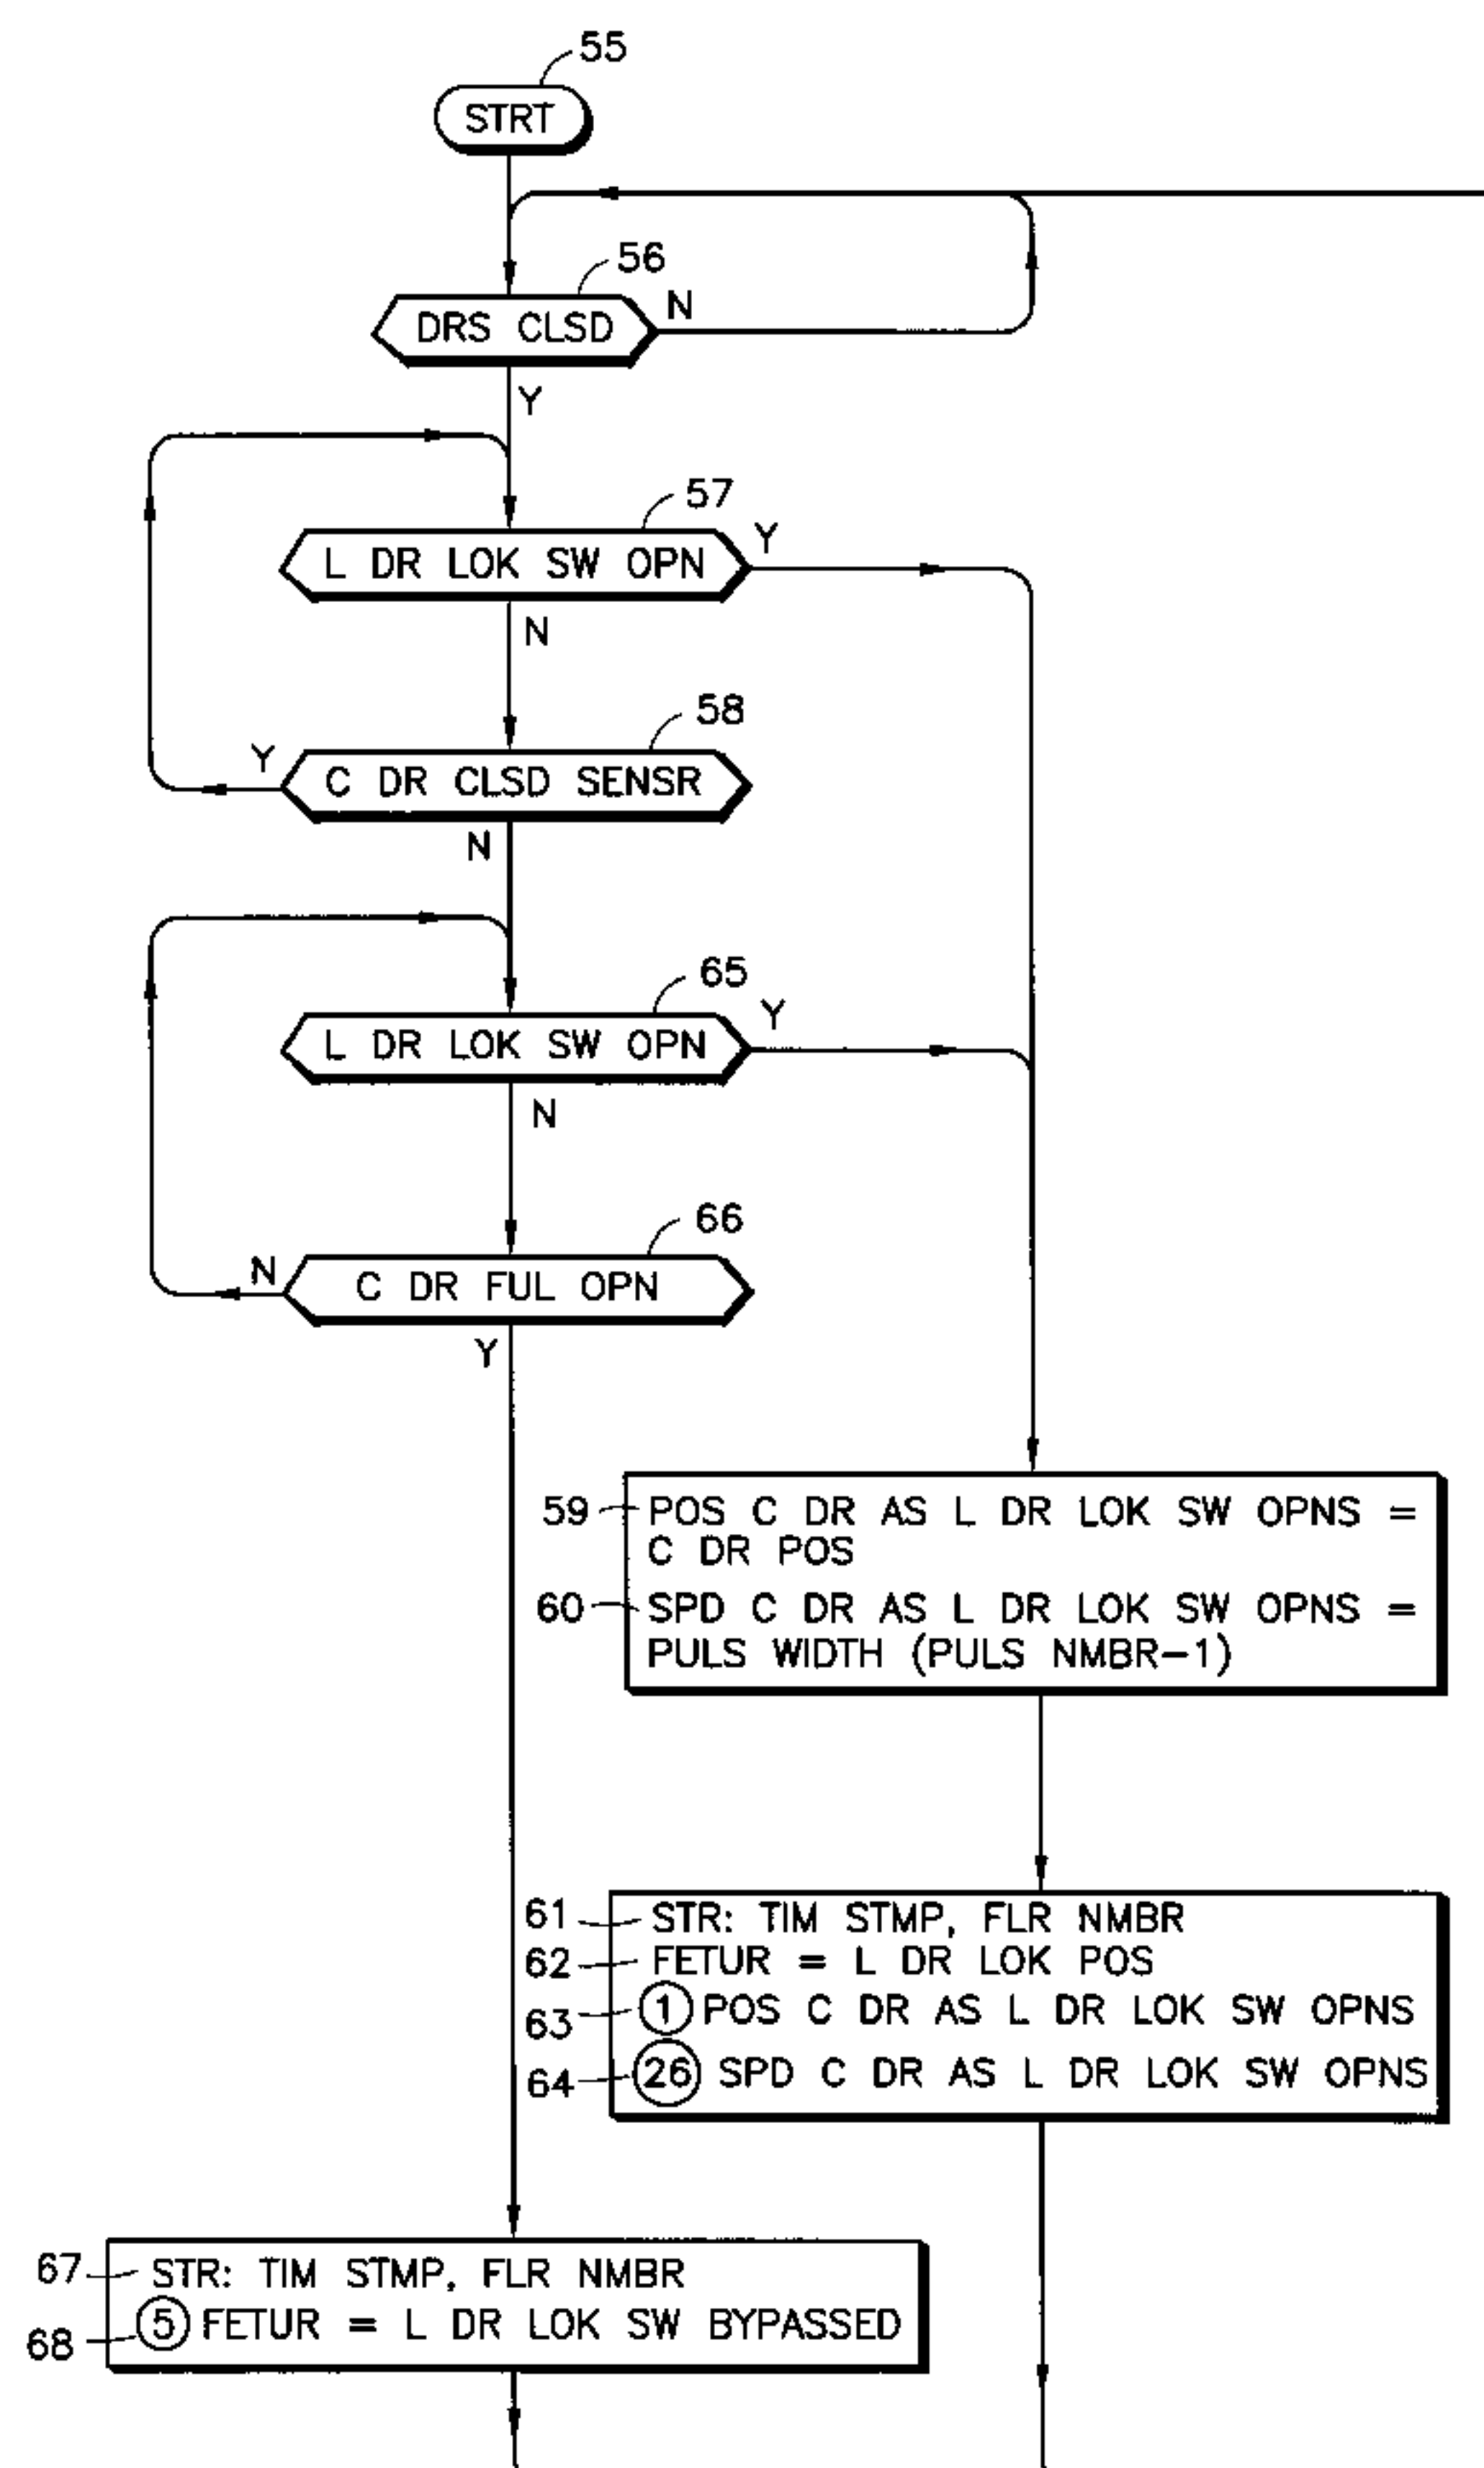 55
STRT
56
DRS CLSD
N
Y
57
L DR LOK SW OPN
Y
N
58
C DR CLSD SENSR
Y
N
65
L DR LOK SW OPN
Y
N
66
C DR FUL OPN
N
Y
59 POS C DR AS L DR LOK SW OPNS =
C DR POS
60 SPD C DR AS L DR LOK SW OPNS =
PULS WIDTH (PULS NMBR-1)
61 STR: TIM STMP, FLR NMBR
62 FETUR = L DR LOK POS
63 1 POS C DR AS L DR LOK SW OPNS
64 26 SPD C DR AS L DR LOK SW OPNS
67 STR: TIM STMP, FLR NMBR
68 5 FETUR = L DR LOK SW BYPASSED